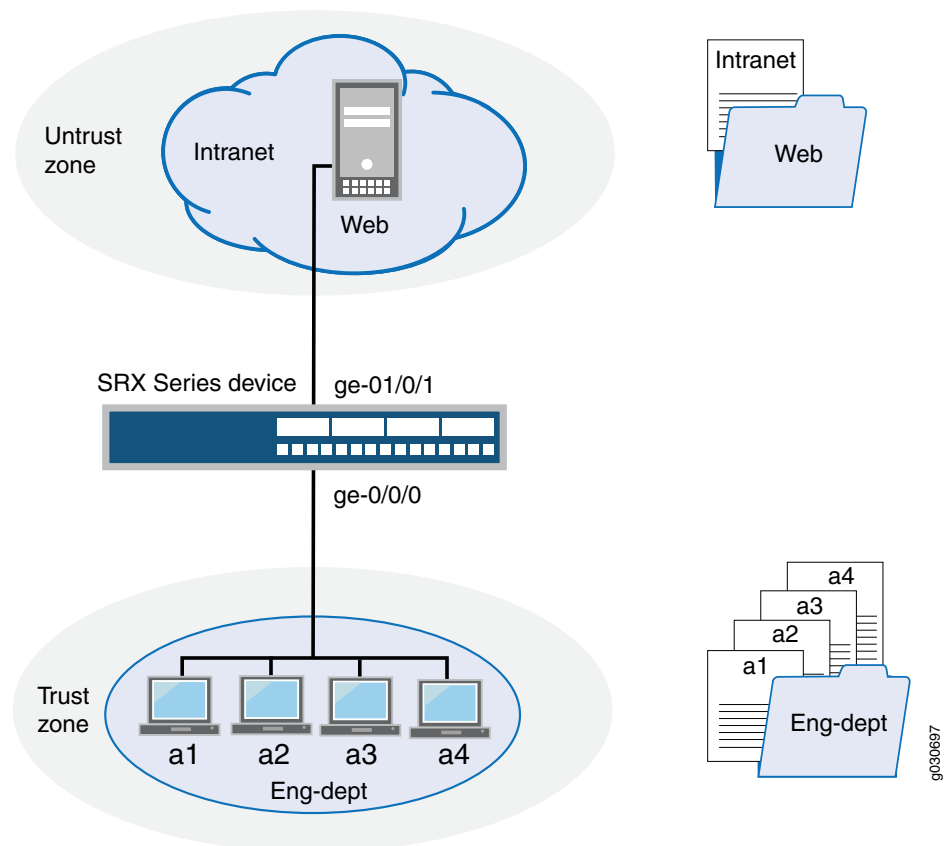 Untrust
zone
Intranet
Web
Intranet
Web
SRX Series device
ge-01/0/1
ge-0/0/0
Trust
zone
a1
a2
a3
a4
Eng-dept
a4
a3
a2
a1
Eng-dept
g030697